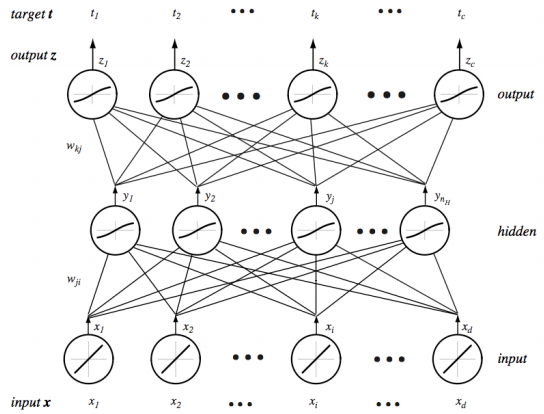 target t t1 t2 ••• tk ••• tc
output z z1 z2 zk zc
••• ••• output
wkj
y1 y2 yj ynH
••• ••• hidden
wji
x1 x2 xi xd
••• ••• input
input x x1 x2 ••• xi ••• xd